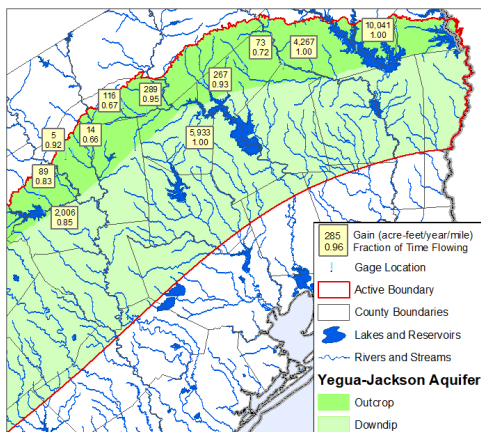 10,041
1.00
73
0.72
4,267
1.00
267
0.93
289
0.95
116
0.67
5
0.92
14
0.66
5,933
1.00
89
0.83
2,006
0.85
285
0.96
Gain (acre-feet/year/mile)
Fraction of Time Flowing
Gage Location
Active Boundary
County Boundaries
Lakes and Reservoirs
Rivers and Streams
Yegua-Jackson Aquifer
Outcrop
Downdip